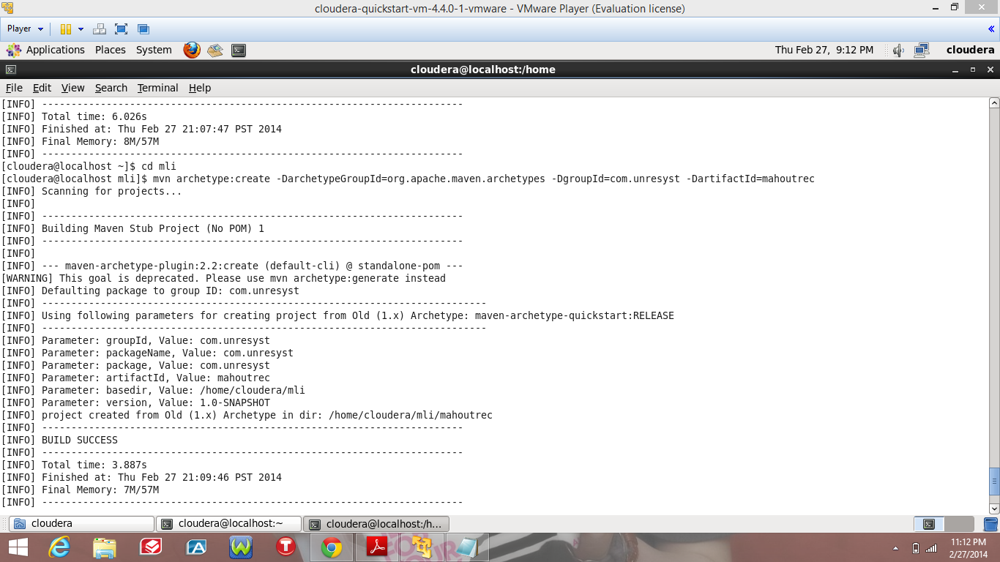 cloudera-quickstart-vm-4.4.0-1-vmware - VMware Player (Evaluation license)
Player
Applications Places System Thu Feb 27, 9:12 PM cloudera
cloudera@localhost:/home
File Edit View Search Terminal Help
[INFO] ------------------------------------------------------------------------
[INFO] Total time: 6.026s
[INFO] Finished at: Thu Feb 27 21:07:47 PST 2014
[INFO] Final Memory: 8M/57M
[INFO] ------------------------------------------------------------------------
[cloudera@localhost ~]$ cd mli
[cloudera@localhost mli]$ mvn archetype:create -DarchetypeGroupId=org.apache.maven.archetypes -DgroupId=com.unresyst -DartifactId=mahoutrec
[INFO] Scanning for projects...
[INFO]
[INFO] ------------------------------------------------------------------------
[INFO] Building Maven Stub Project (No POM) 1
[INFO] ------------------------------------------------------------------------
[INFO]
[INFO] --- maven-archetype-plugin:2.2:create (default-cli) @ standalone-pom ---
[WARNING] This goal is deprecated. Please use mvn archetype:generate instead
[INFO] Defaulting package to group ID: com.unresyst
[INFO] ----------------------------------------------------------------------------
[INFO] Using following parameters for creating project from Old (1.x) Archetype: maven-archetype-quickstart:RELEASE
[INFO] ----------------------------------------------------------------------------
[INFO] Parameter: groupId, Value: com.unresyst
[INFO] Parameter: packageName, Value: com.unresyst
[INFO] Parameter: package, Value: com.unresyst
[INFO] Parameter: artifactId, Value: mahoutrec
[INFO] Parameter: basedir, Value: /home/cloudera/mli
[INFO] Parameter: version, Value: 1.0-SNAPSHOT
[INFO] project created from Old (1.x) Archetype in dir: /home/cloudera/mli/mahoutrec
[INFO] ------------------------------------------------------------------------
[INFO] BUILD SUCCESS
[INFO] ------------------------------------------------------------------------
[INFO] Total time: 3.887s
[INFO] Finished at: Thu Feb 27 21:09:46 PST 2014
[INFO] Final Memory: 7M/57M
[INFO] ------------------------------------------------------------------------
cloudera cloudera@localhost:~ cloudera@localhost:/h...
11:12 PM
2/27/2014